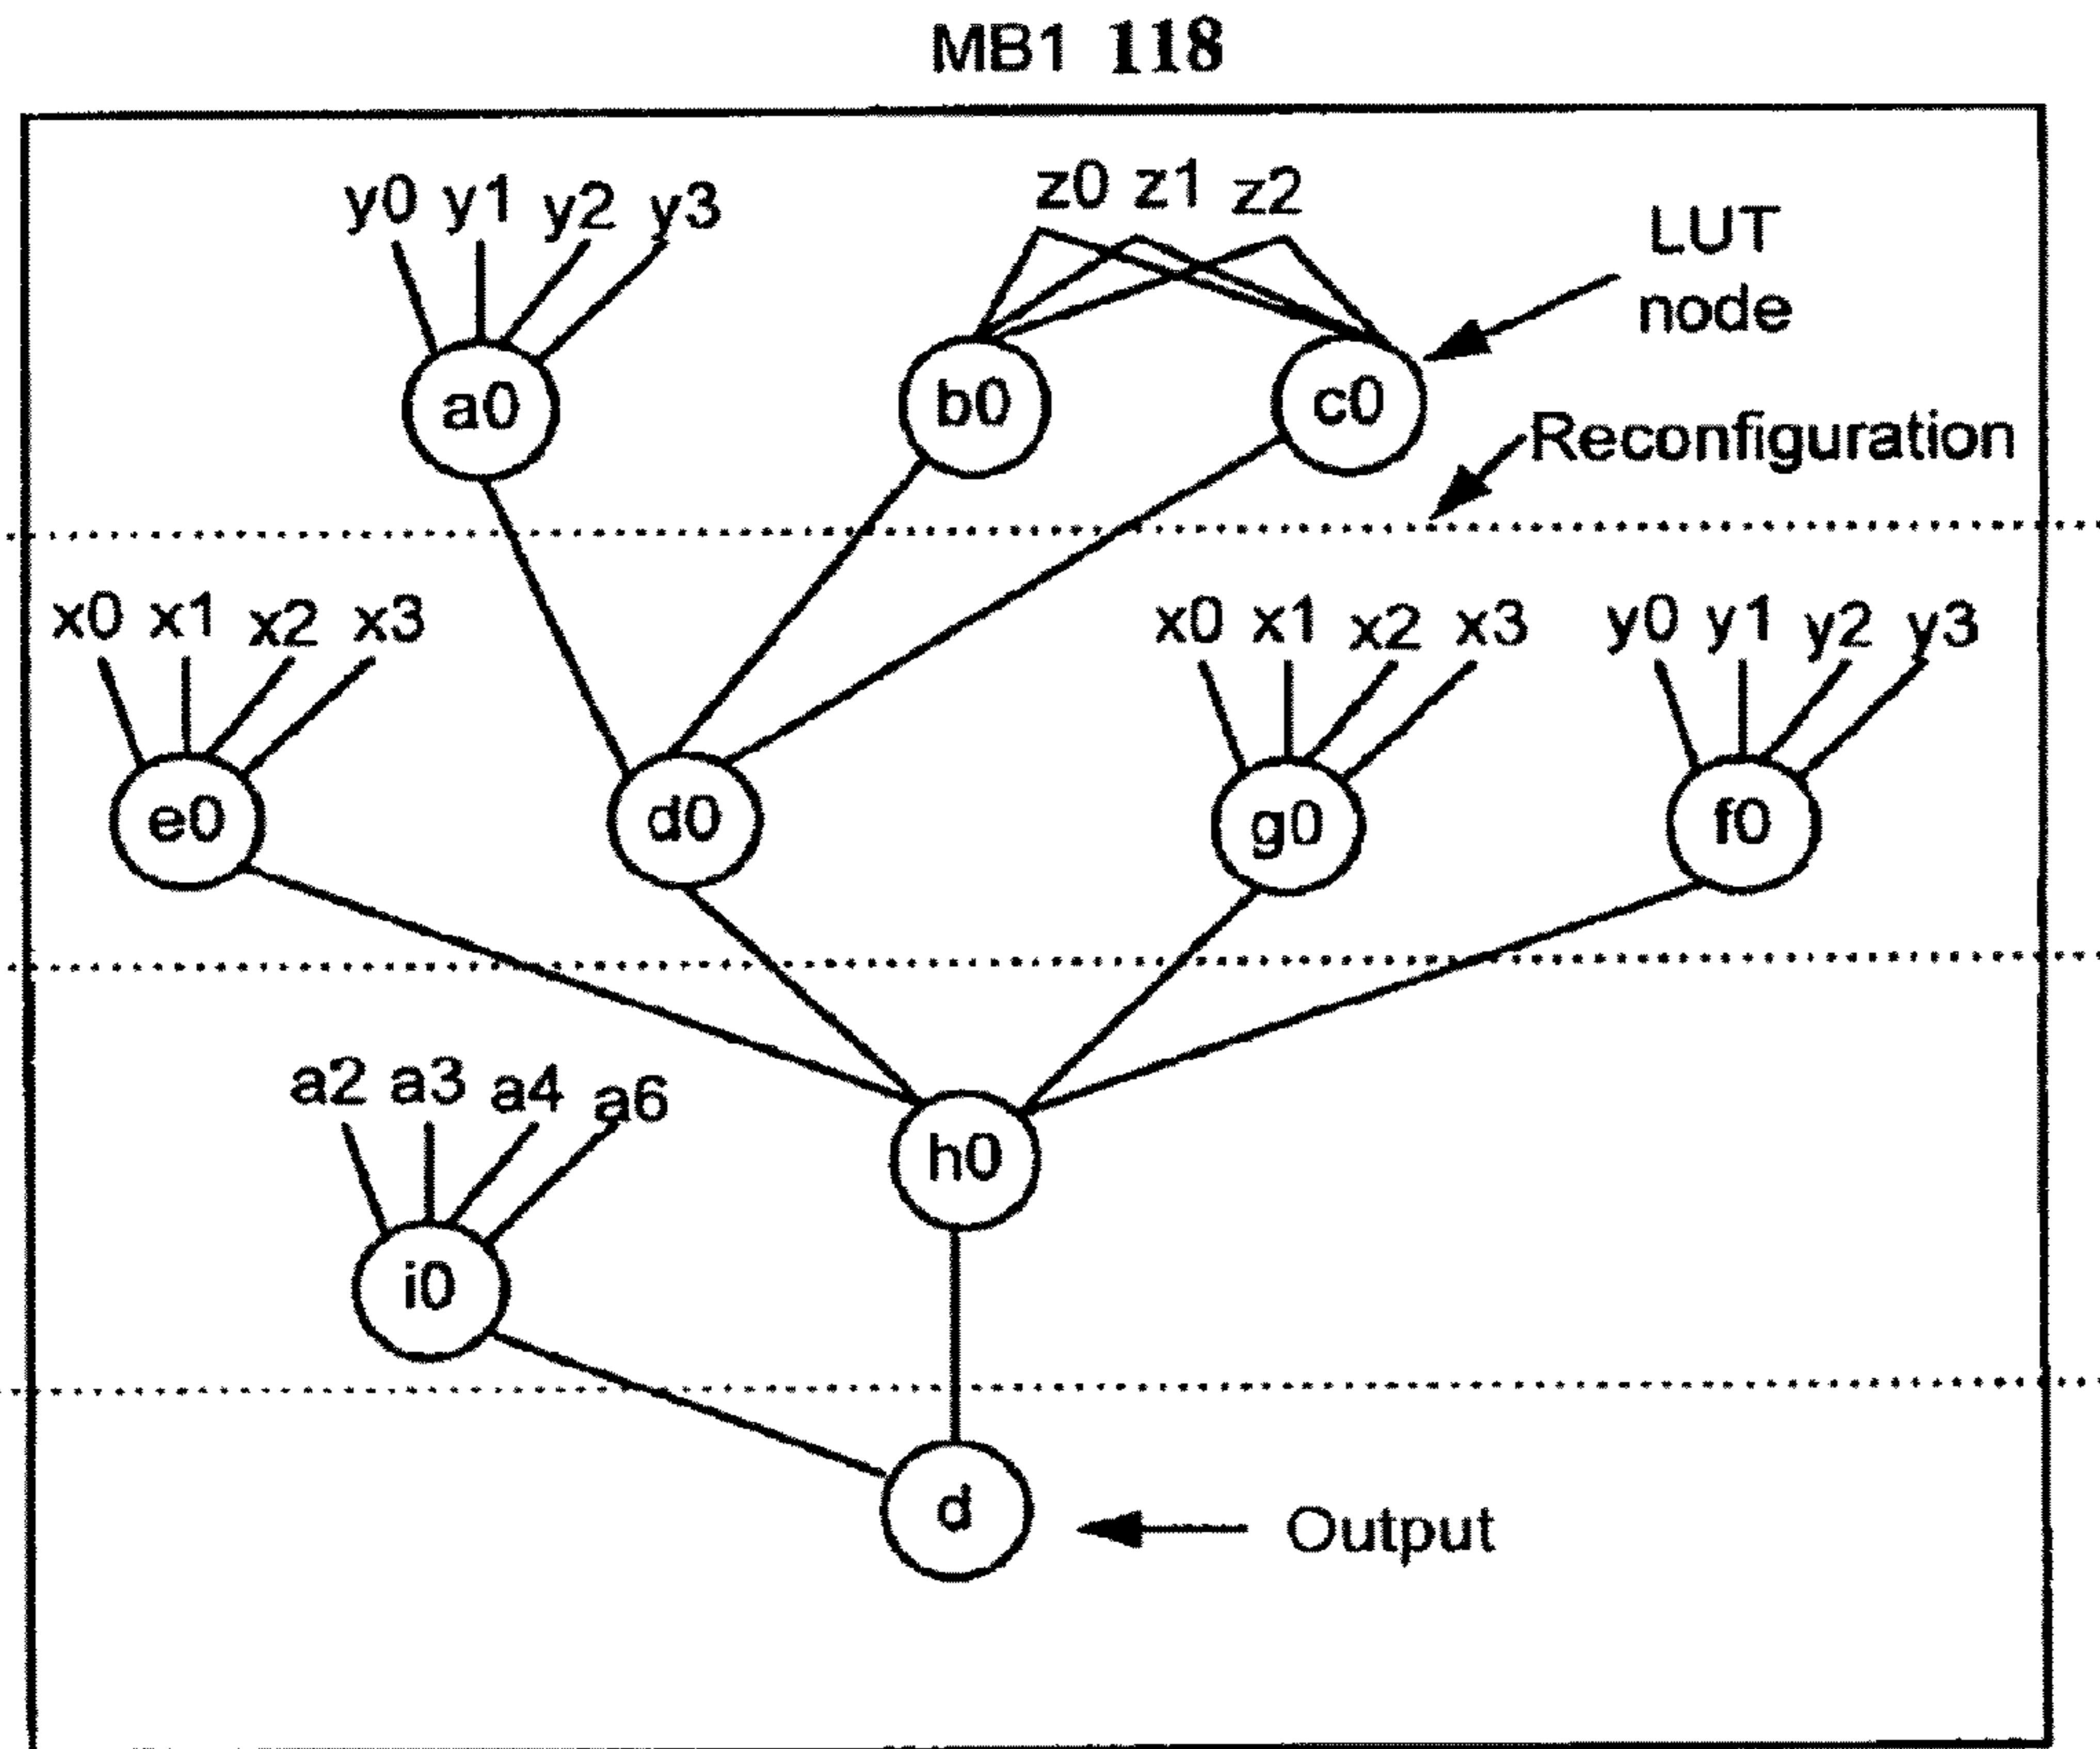 MB1 118
y0 y1 y2 y3
z0 z1 z2
LUT
node
a0
b0
c0
Reconfiguration
x0 x1 x2 x3
x0 x1 x2 x3
y0 y1 y2 y3
e0
d0
g0
f0
a2 a3 a4 a6
h0
i0
d
Output